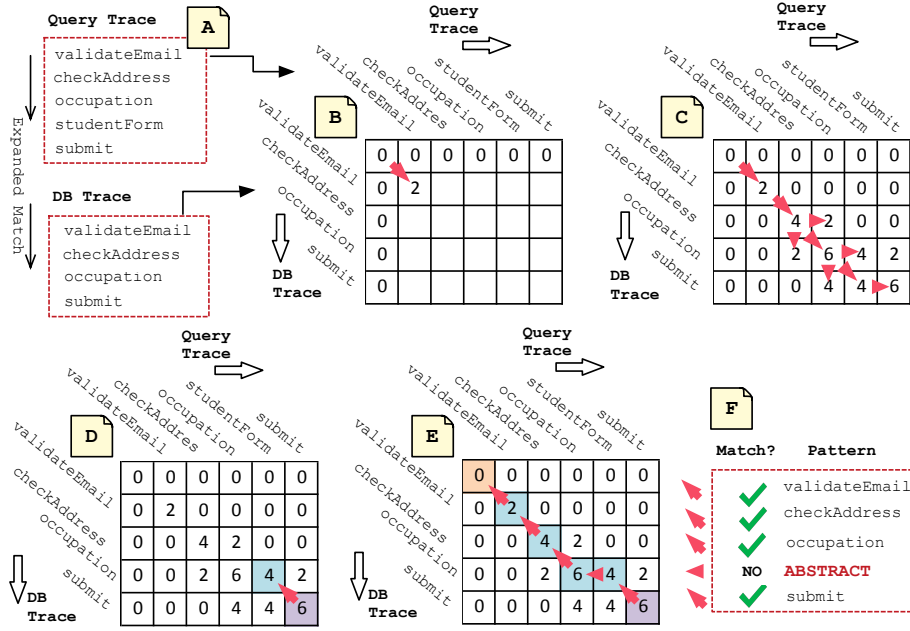 Query Trace
A
validateEmail
checkAddress
occupation
studentForm
submit
Expanded Match
DB Trace
validateEmail
checkAddress
occupation
submit
Query
Trace
B
validateEmail
checkAddres
occupation
studentForm
submit
validateEmail
checkAddress
occupation
submit
DB
Trace
0 0 0 0 0 0
0 2
0
0
0
Query
Trace
C
validateEmail
checkAddres
occupation
studentForm
submit
validateEmail
checkAddress
occupation
submit
DB
Trace
0 0 0 0 0 0
0 2 0 0 0 0
0 0 4 2 0 0
0 0 2 6 4 2
0 0 0 4 4 6
Query
Trace
D
validateEmail
checkAddres
occupation
studentForm
submit
validateEmail
checkAddress
occupation
submit
DB
Trace
0 0 0 0 0 0
0 2 0 0 0 0
0 0 4 2 0 0
0 0 2 6 4 2
0 0 0 4 4 6
Query
Trace
E
validateEmail
checkAddres
occupation
studentForm
submit
validateEmail
checkAddress
occupation
submit
DB
Trace
0 0 0 0 0 0
0 2 0 0 0 0
0 0 4 2 0 0
0 0 2 6 4 2
0 0 0 4 4 6
F
Match? Pattern
validateEmail
checkAddress
occupation
NO ABSTRACT
submit